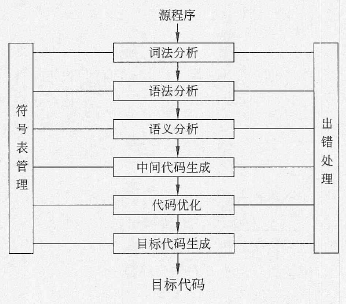 源程序
词法分析
语法分析
语义分析
中间代码生成
代码优化
目标代码生成
目标代码
符号表管理
出错处理